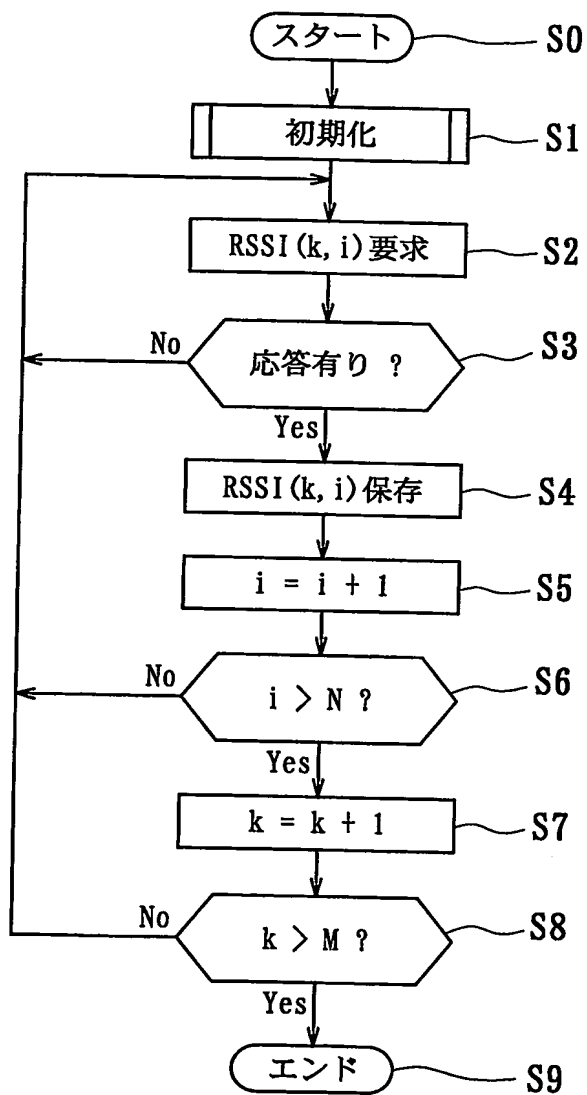 スタート S0
初期化 S1
RSSI(k,i)要求 S2
応答有り ? S3
No
Yes
RSSI(k,i)保存 S4
i = i + 1 S5
i > N ? S6
No
Yes
k = k + 1 S7
k > M ? S8
No
Yes
エンド S9